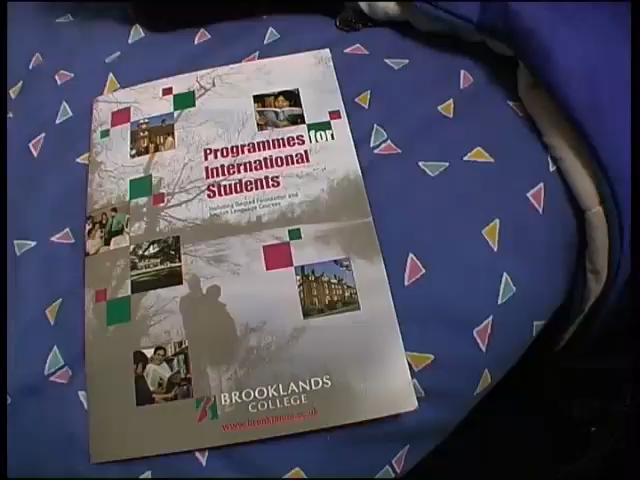 Programmes for
International
Students
Including Degree Foundation and
English Language Courses
BROOKLANDS
COLLEGE
www.brooklands.ac.uk